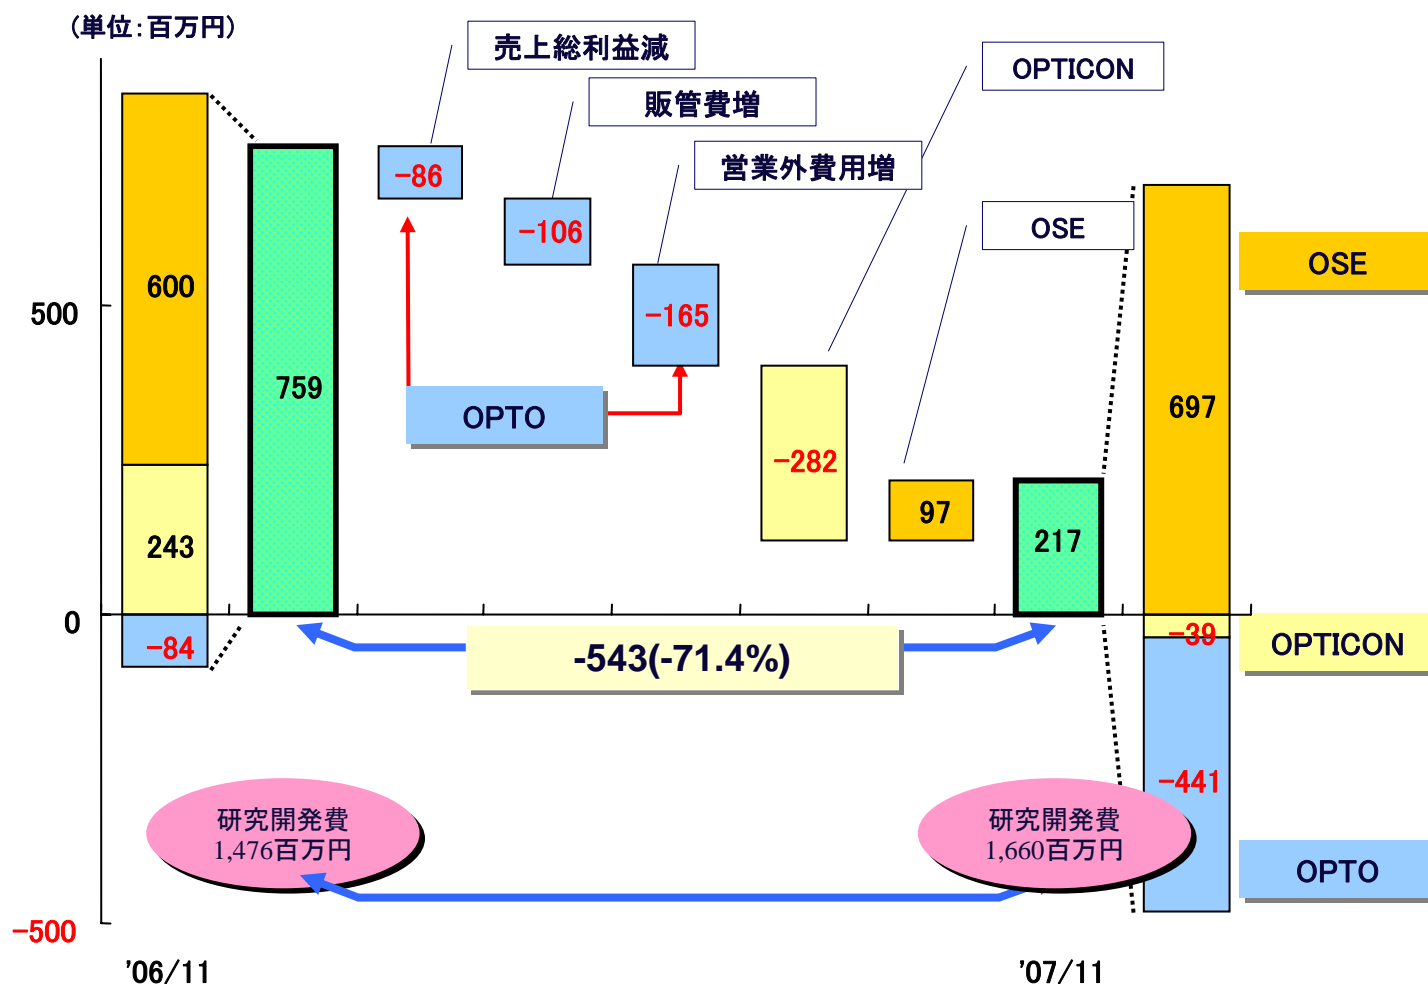 (単位：百万円)
売上総利益減
OPTICON
販管費増
営業外費用増
OSE
-86
-106
-165
600
759
500
OPTO
-282
97
217
697
OSE
243
0
-84
-543(-71.4%)
-39
OPTICON
-441
研究開発費
1,476百万円
研究開発費
1,660百万円
OPTO
-500
'06/11
'07/11